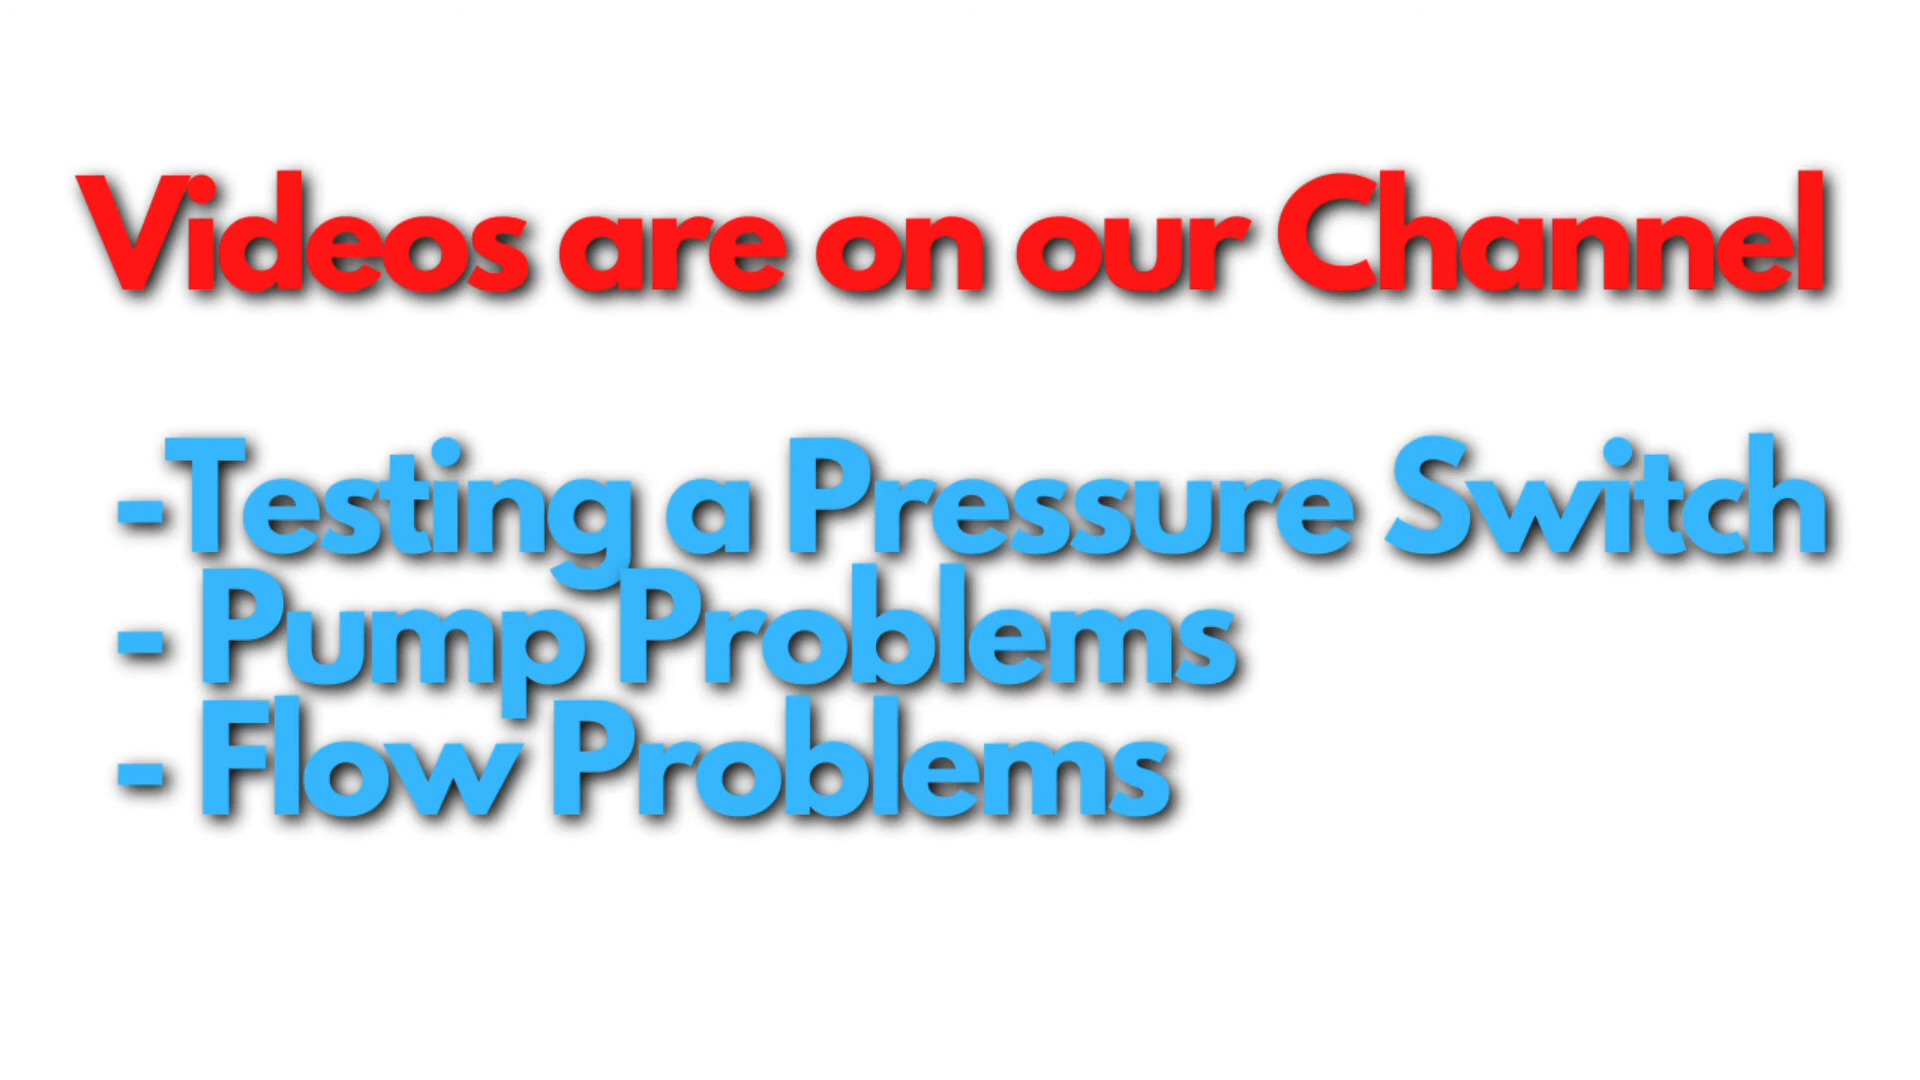 Videos are on our Channel
-Testing a Pressure Switch
- Pump Problems
- Flow Problems